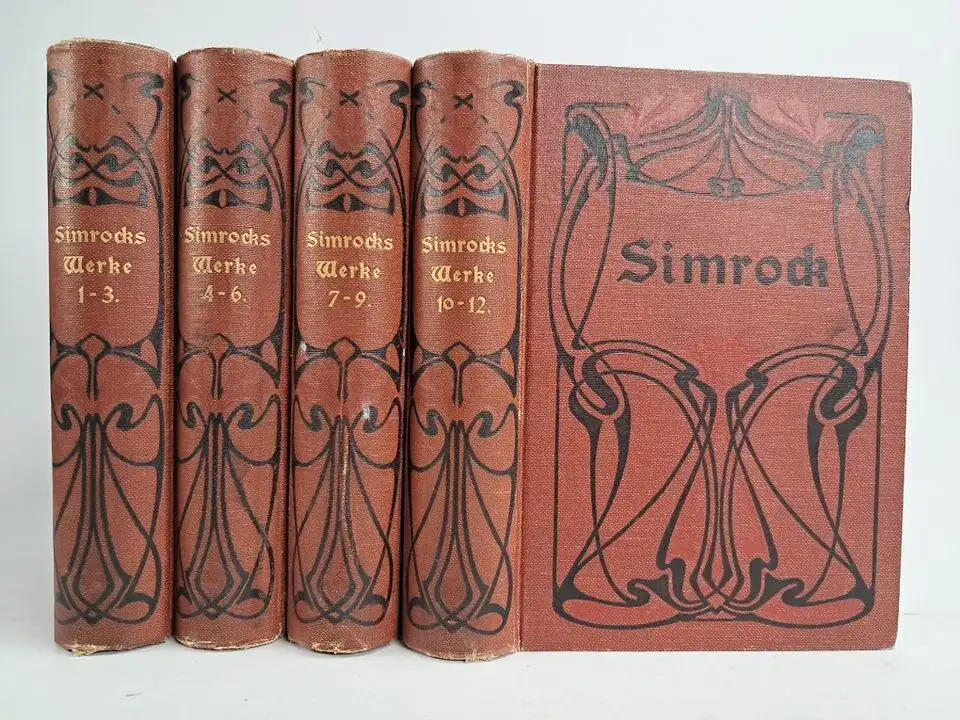 Simrocks
Werke
1-3.
Simrocks
Werke
4-6.
Simrocks
Werke
7-9.
Simrocks
Werke
10-12.
Simrock